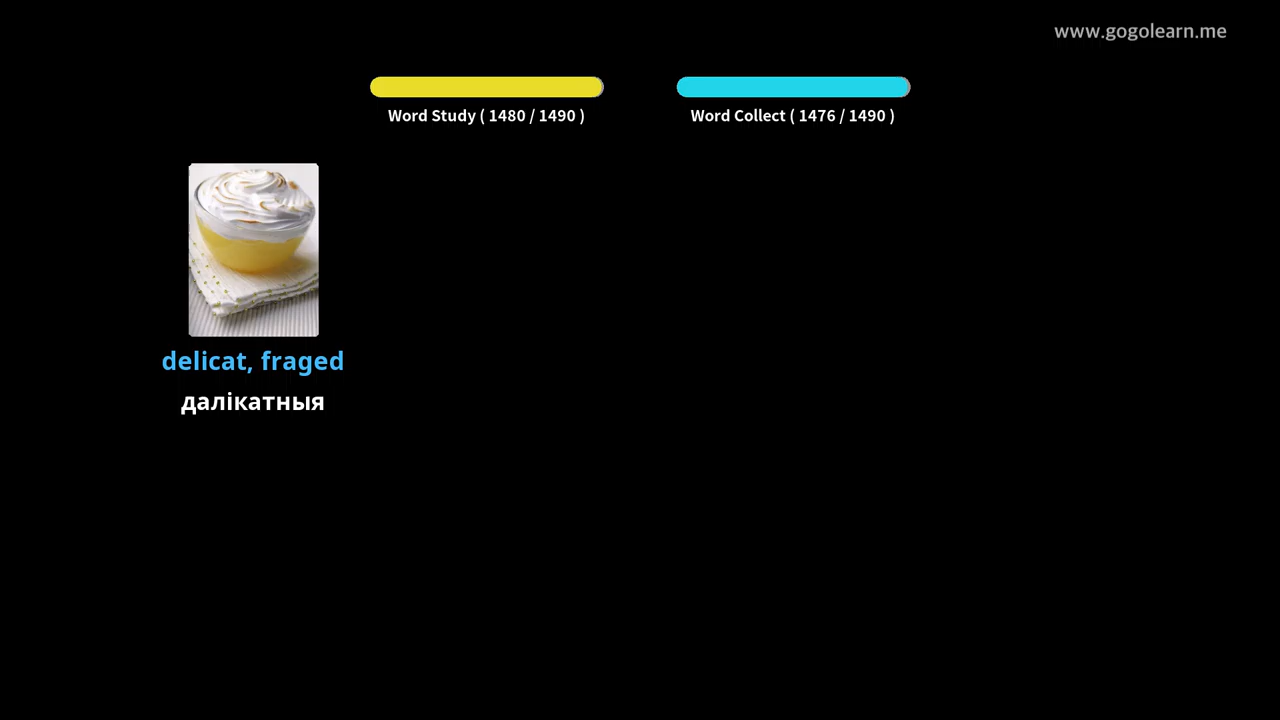 www.gogolearn.me
Word Study ( 1480 / 1490 )
Word Collect ( 1476 / 1490 )
delicat, fraged
далікатныя